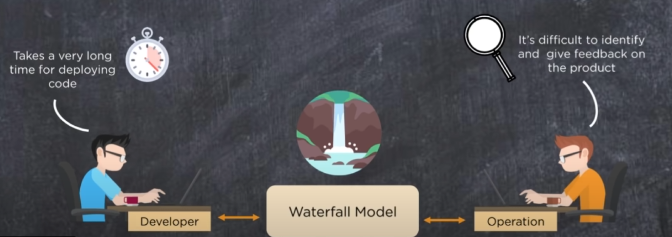 Takes a very long
time for deploying
code
It's difficult to identify
and give feedback on
the product
Developer
Waterfall Model
Operation